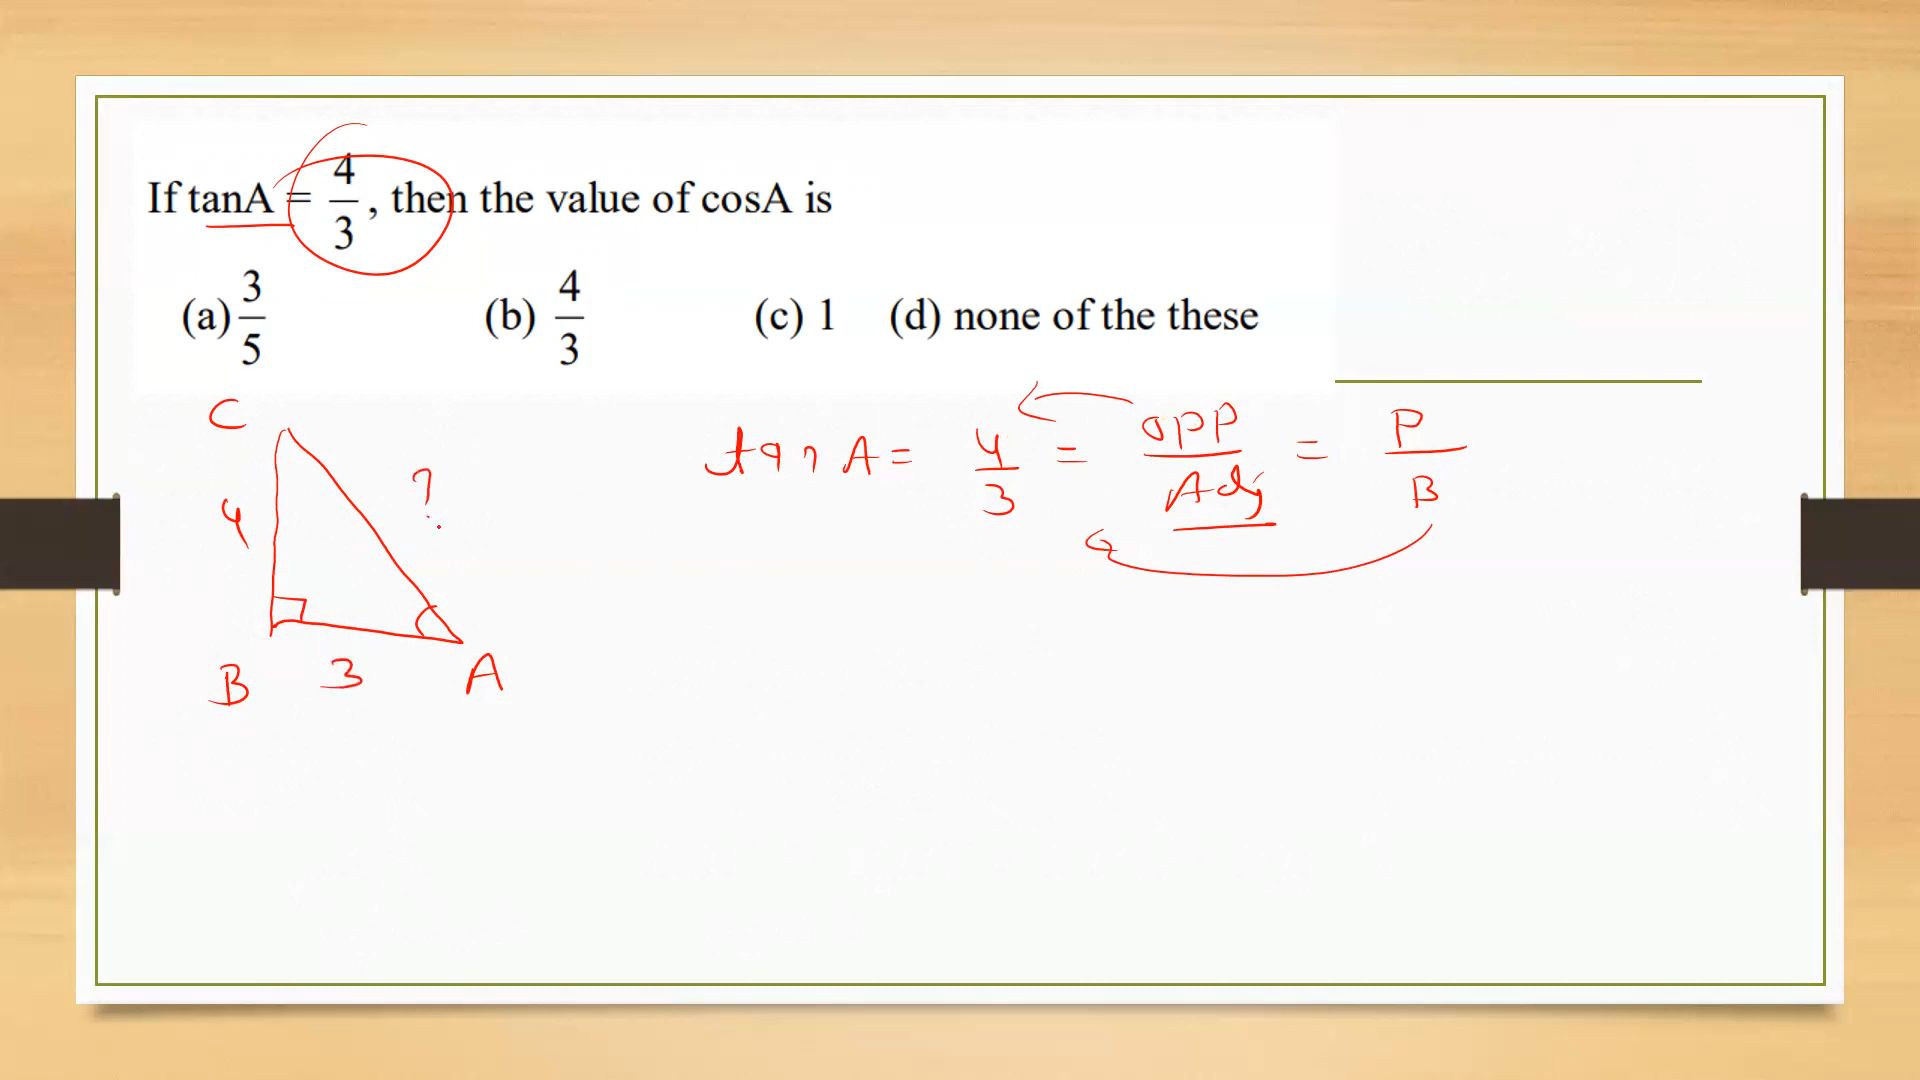 If tanA = 4/3, then the value of cosA is
(a) 3/5 (b) 4/3 (c) 1 (d) none of the these
C
4
?
B 3 A
tan A = 4/3 = opp/Adj = P/B